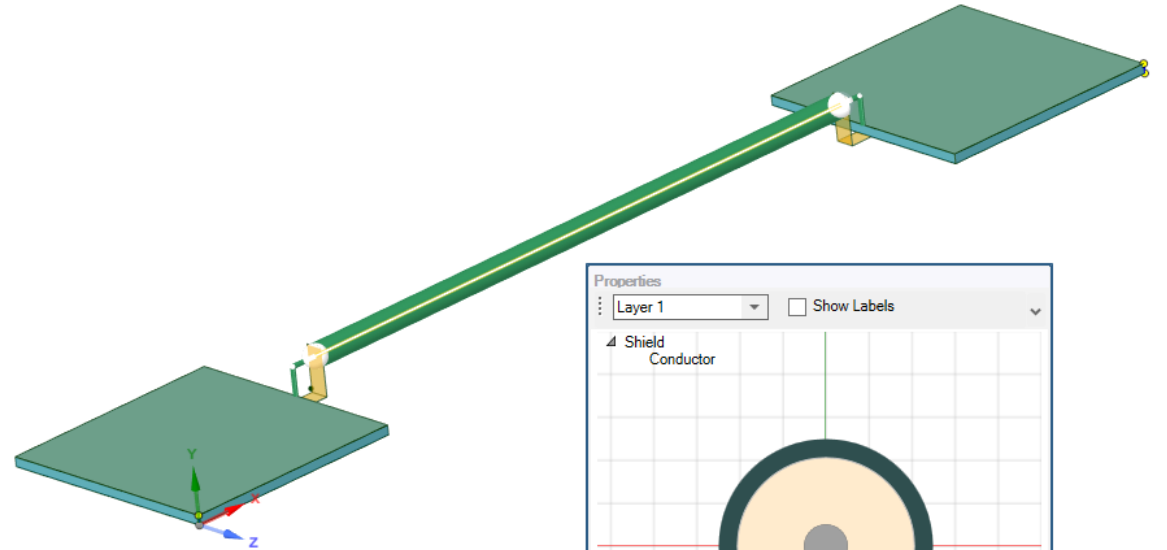 Properties
Layer 1
Show Labels
Shield
Conductor
Y
X
Z